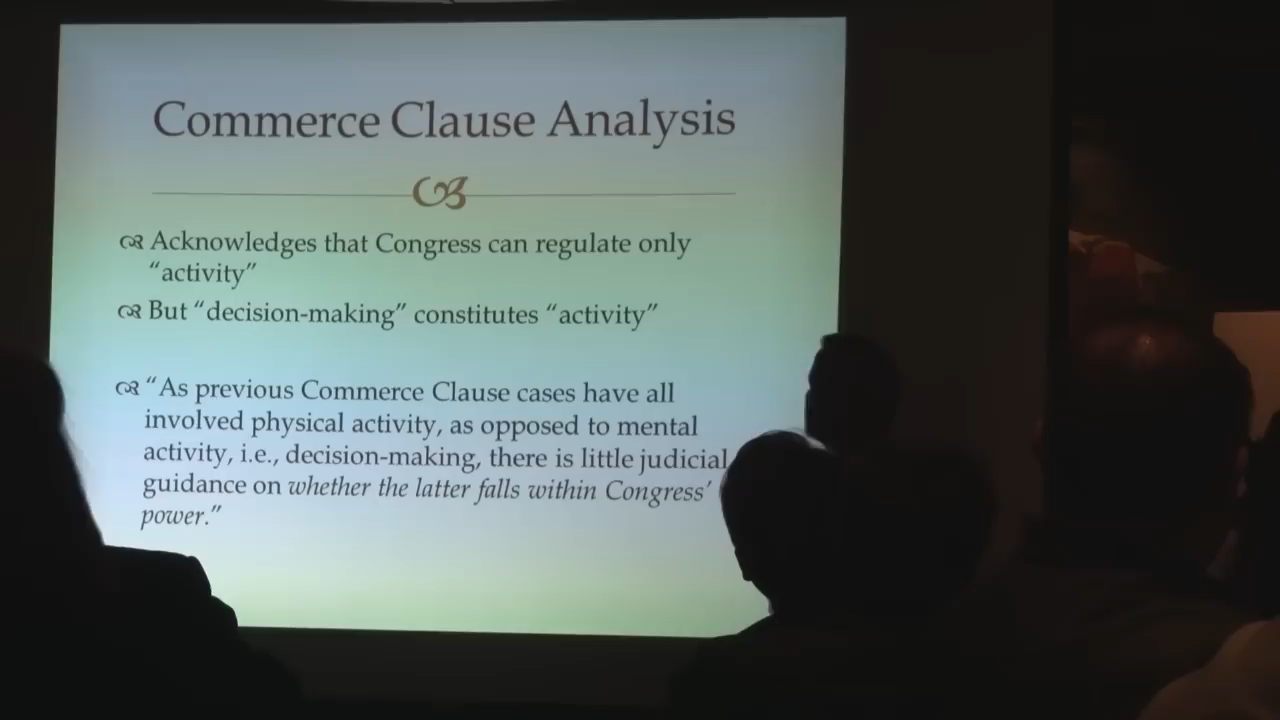 Commerce Clause Analysis
Acknowledges that Congress can regulate only
“activity”
But “decision-making” constitutes “activity”
“As previous Commerce Clause cases have all
involved physical activity, as opposed to mental
activity, i.e., decision-making, there is little judicial
guidance on whether the latter falls within Congress’
power.”